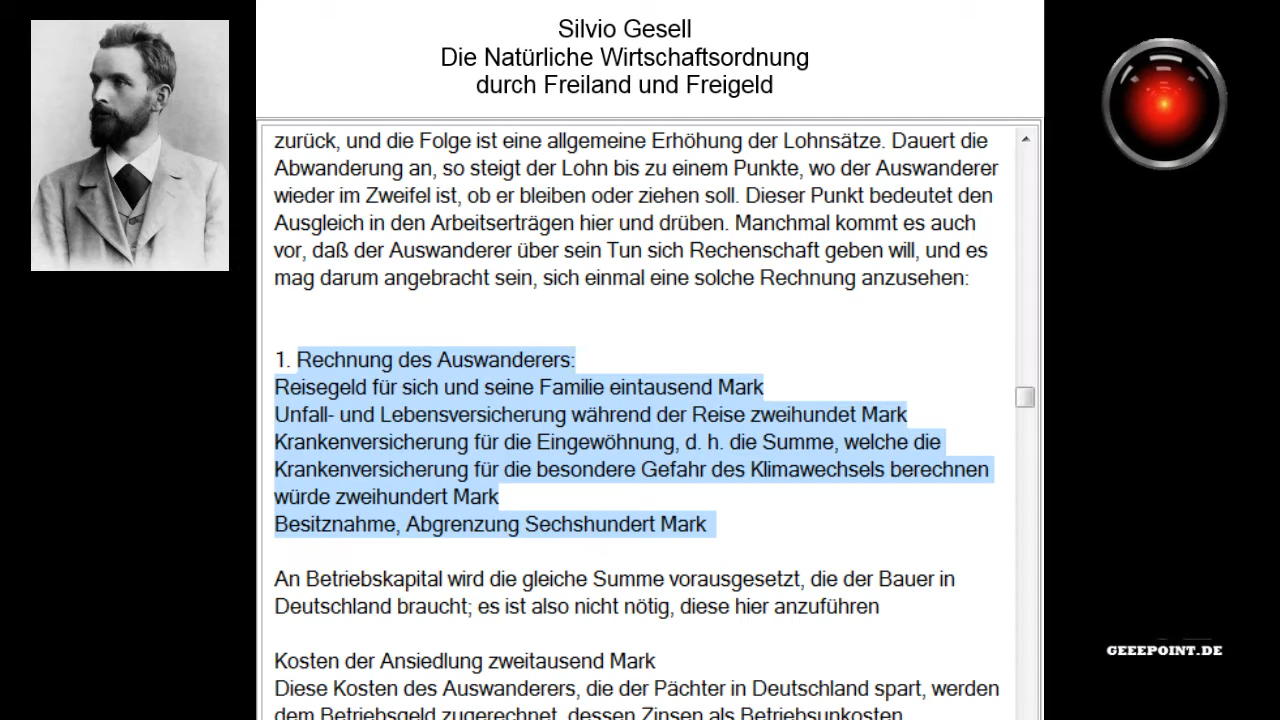 Silvio Gesell
Die Natürliche Wirtschaftsordnung
durch Freiland und Freigeld
zurück, und die Folge ist eine allgemeine Erhöhung der Lohnsätze. Dauert die
Abwanderung an, so steigt der Lohn bis zu einem Punkte, wo der Auswanderer
wieder im Zweifel ist, ob er bleiben oder ziehen soll. Dieser Punkt bedeutet den
Ausgleich in den Arbeitserträgen hier und drüben. Manchmal kommt es auch
vor, daß der Auswanderer über sein Tun sich Rechenschaft geben will, und es
mag darum angebracht sein, sich einmal eine solche Rechnung anzusehen:
1. Rechnung des Auswanderers:
Reisegeld für sich und seine Familie eintausend Mark
Unfall- und Lebensversicherung während der Reise zweihundet Mark
Krankenversicherung für die Eingewöhnung, d. h. die Summe, welche die
Krankenversicherung für die besondere Gefahr des Klimawechsels berechnen
würde zweihundert Mark
Besitznahme, Abgrenzung Sechshundert Mark
An Betriebskapital wird die gleiche Summe vorausgesetzt, die der Bauer in
Deutschland braucht; es ist also nicht nötig, diese hier anzuführen
Kosten der Ansiedlung zweitausend Mark
Diese Kosten des Auswanderers, die der Pächter in Deutschland spart, werden
dem Betriebsgeld zugerechnet, dessen Zinsen als Betriebsunkosten
GEEEPOINT.DE